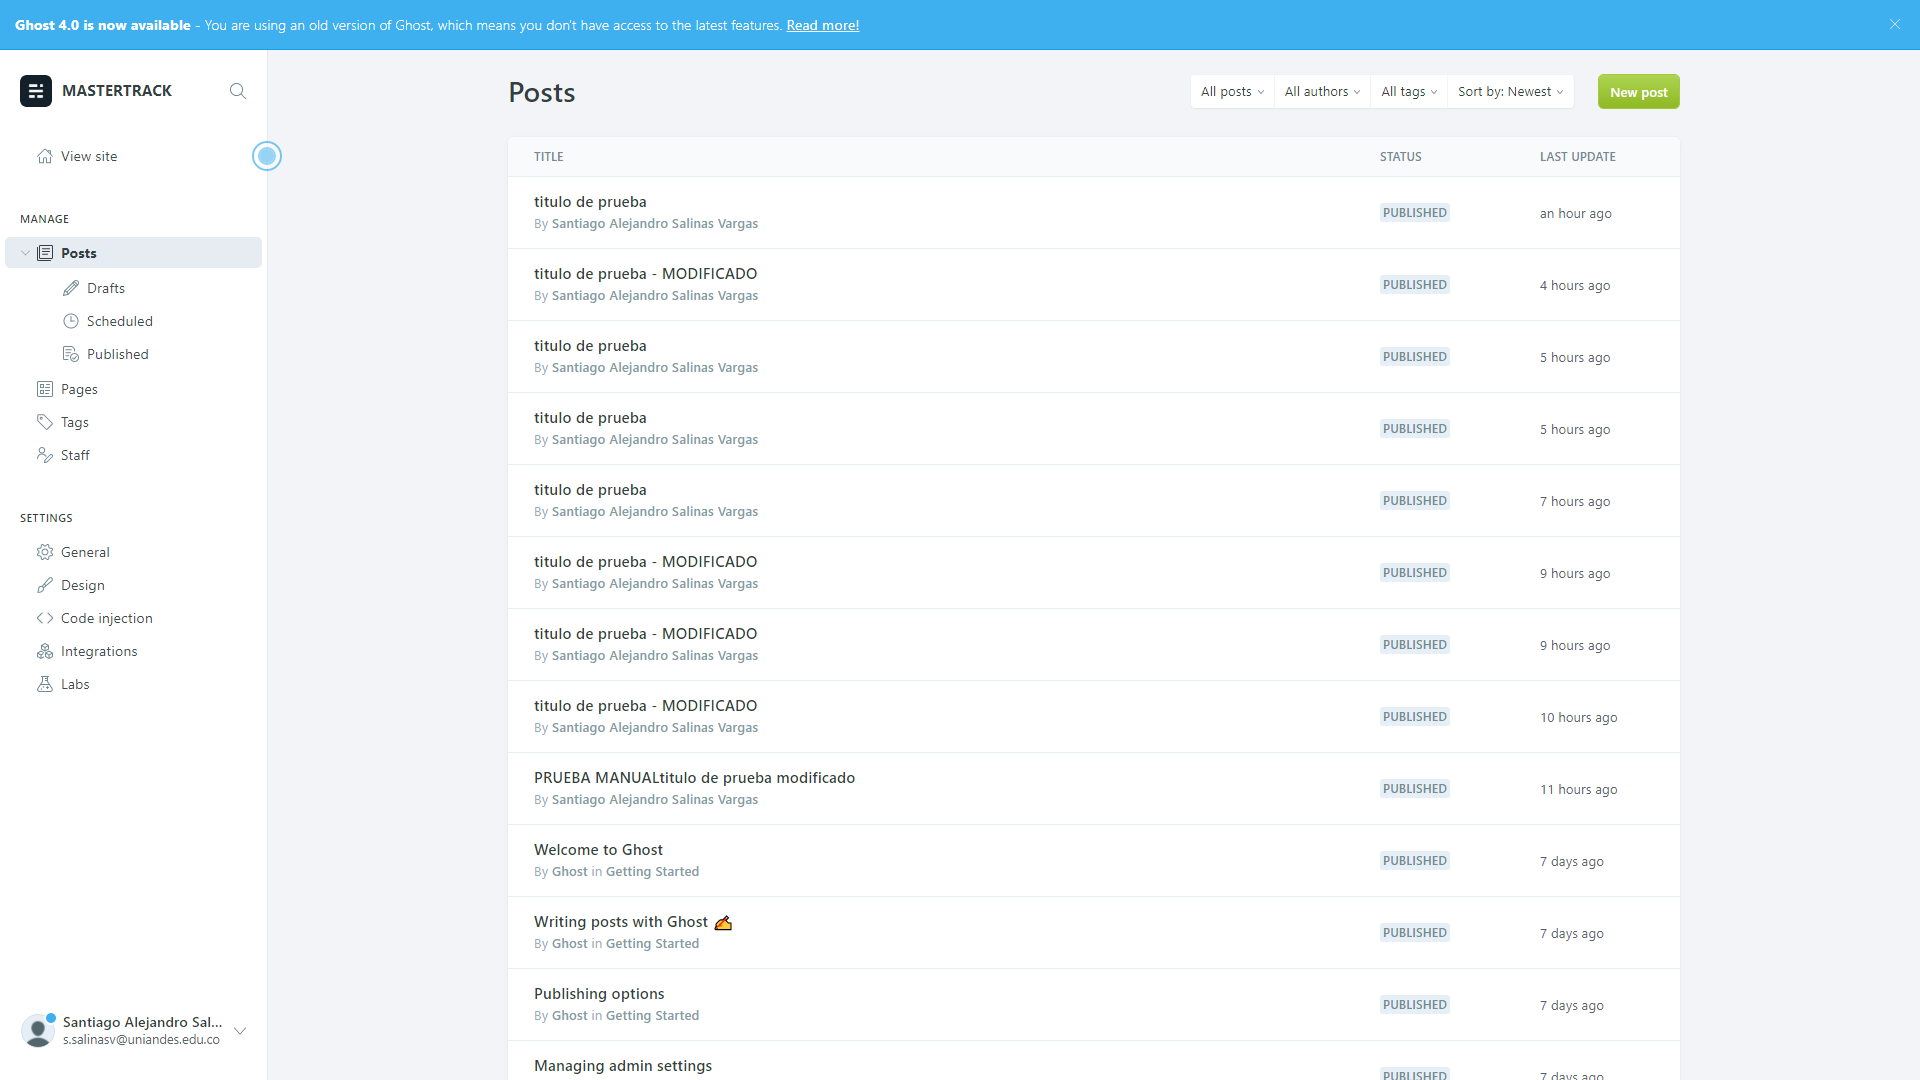 Ghost 4.0 is now available - You are using an old version of Ghost, which means you don't have access to the latest features. Read more!
MASTERTRACK
View site
MANAGE
Posts
Drafts
Scheduled
Published
Pages
Tags
Staff
SETTINGS
General
Design
Code injection
Integrations
Labs
Santiago Alejandro Sal...
s.salinasv@uniandes.edu.co
Posts
All posts
All authors
All tags
Sort by: Newest
New post
TITLE STATUS LAST UPDATE
titulo de prueba
By Santiago Alejandro Salinas Vargas
PUBLISHED
an hour ago
titulo de prueba - MODIFICADO
By Santiago Alejandro Salinas Vargas
PUBLISHED
4 hours ago
titulo de prueba
By Santiago Alejandro Salinas Vargas
PUBLISHED
5 hours ago
titulo de prueba
By Santiago Alejandro Salinas Vargas
PUBLISHED
5 hours ago
titulo de prueba
By Santiago Alejandro Salinas Vargas
PUBLISHED
7 hours ago
titulo de prueba - MODIFICADO
By Santiago Alejandro Salinas Vargas
PUBLISHED
9 hours ago
titulo de prueba - MODIFICADO
By Santiago Alejandro Salinas Vargas
PUBLISHED
9 hours ago
titulo de prueba - MODIFICADO
By Santiago Alejandro Salinas Vargas
PUBLISHED
10 hours ago
PRUEBA MANUALtitulo de prueba modificado
By Santiago Alejandro Salinas Vargas
PUBLISHED
11 hours ago
Welcome to Ghost
By Ghost in Getting Started
PUBLISHED
7 days ago
Writing posts with Ghost ✍️
By Ghost in Getting Started
PUBLISHED
7 days ago
Publishing options
By Ghost in Getting Started
PUBLISHED
7 days ago
Managing admin settings
PUBLISHED
7 days ago